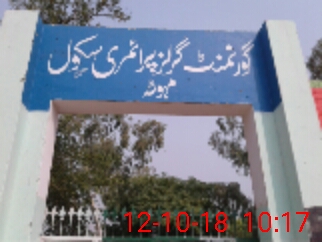 گورنمنٹ گرلز پرائمری سکول
مہوٹہ
12-10-18 10:17